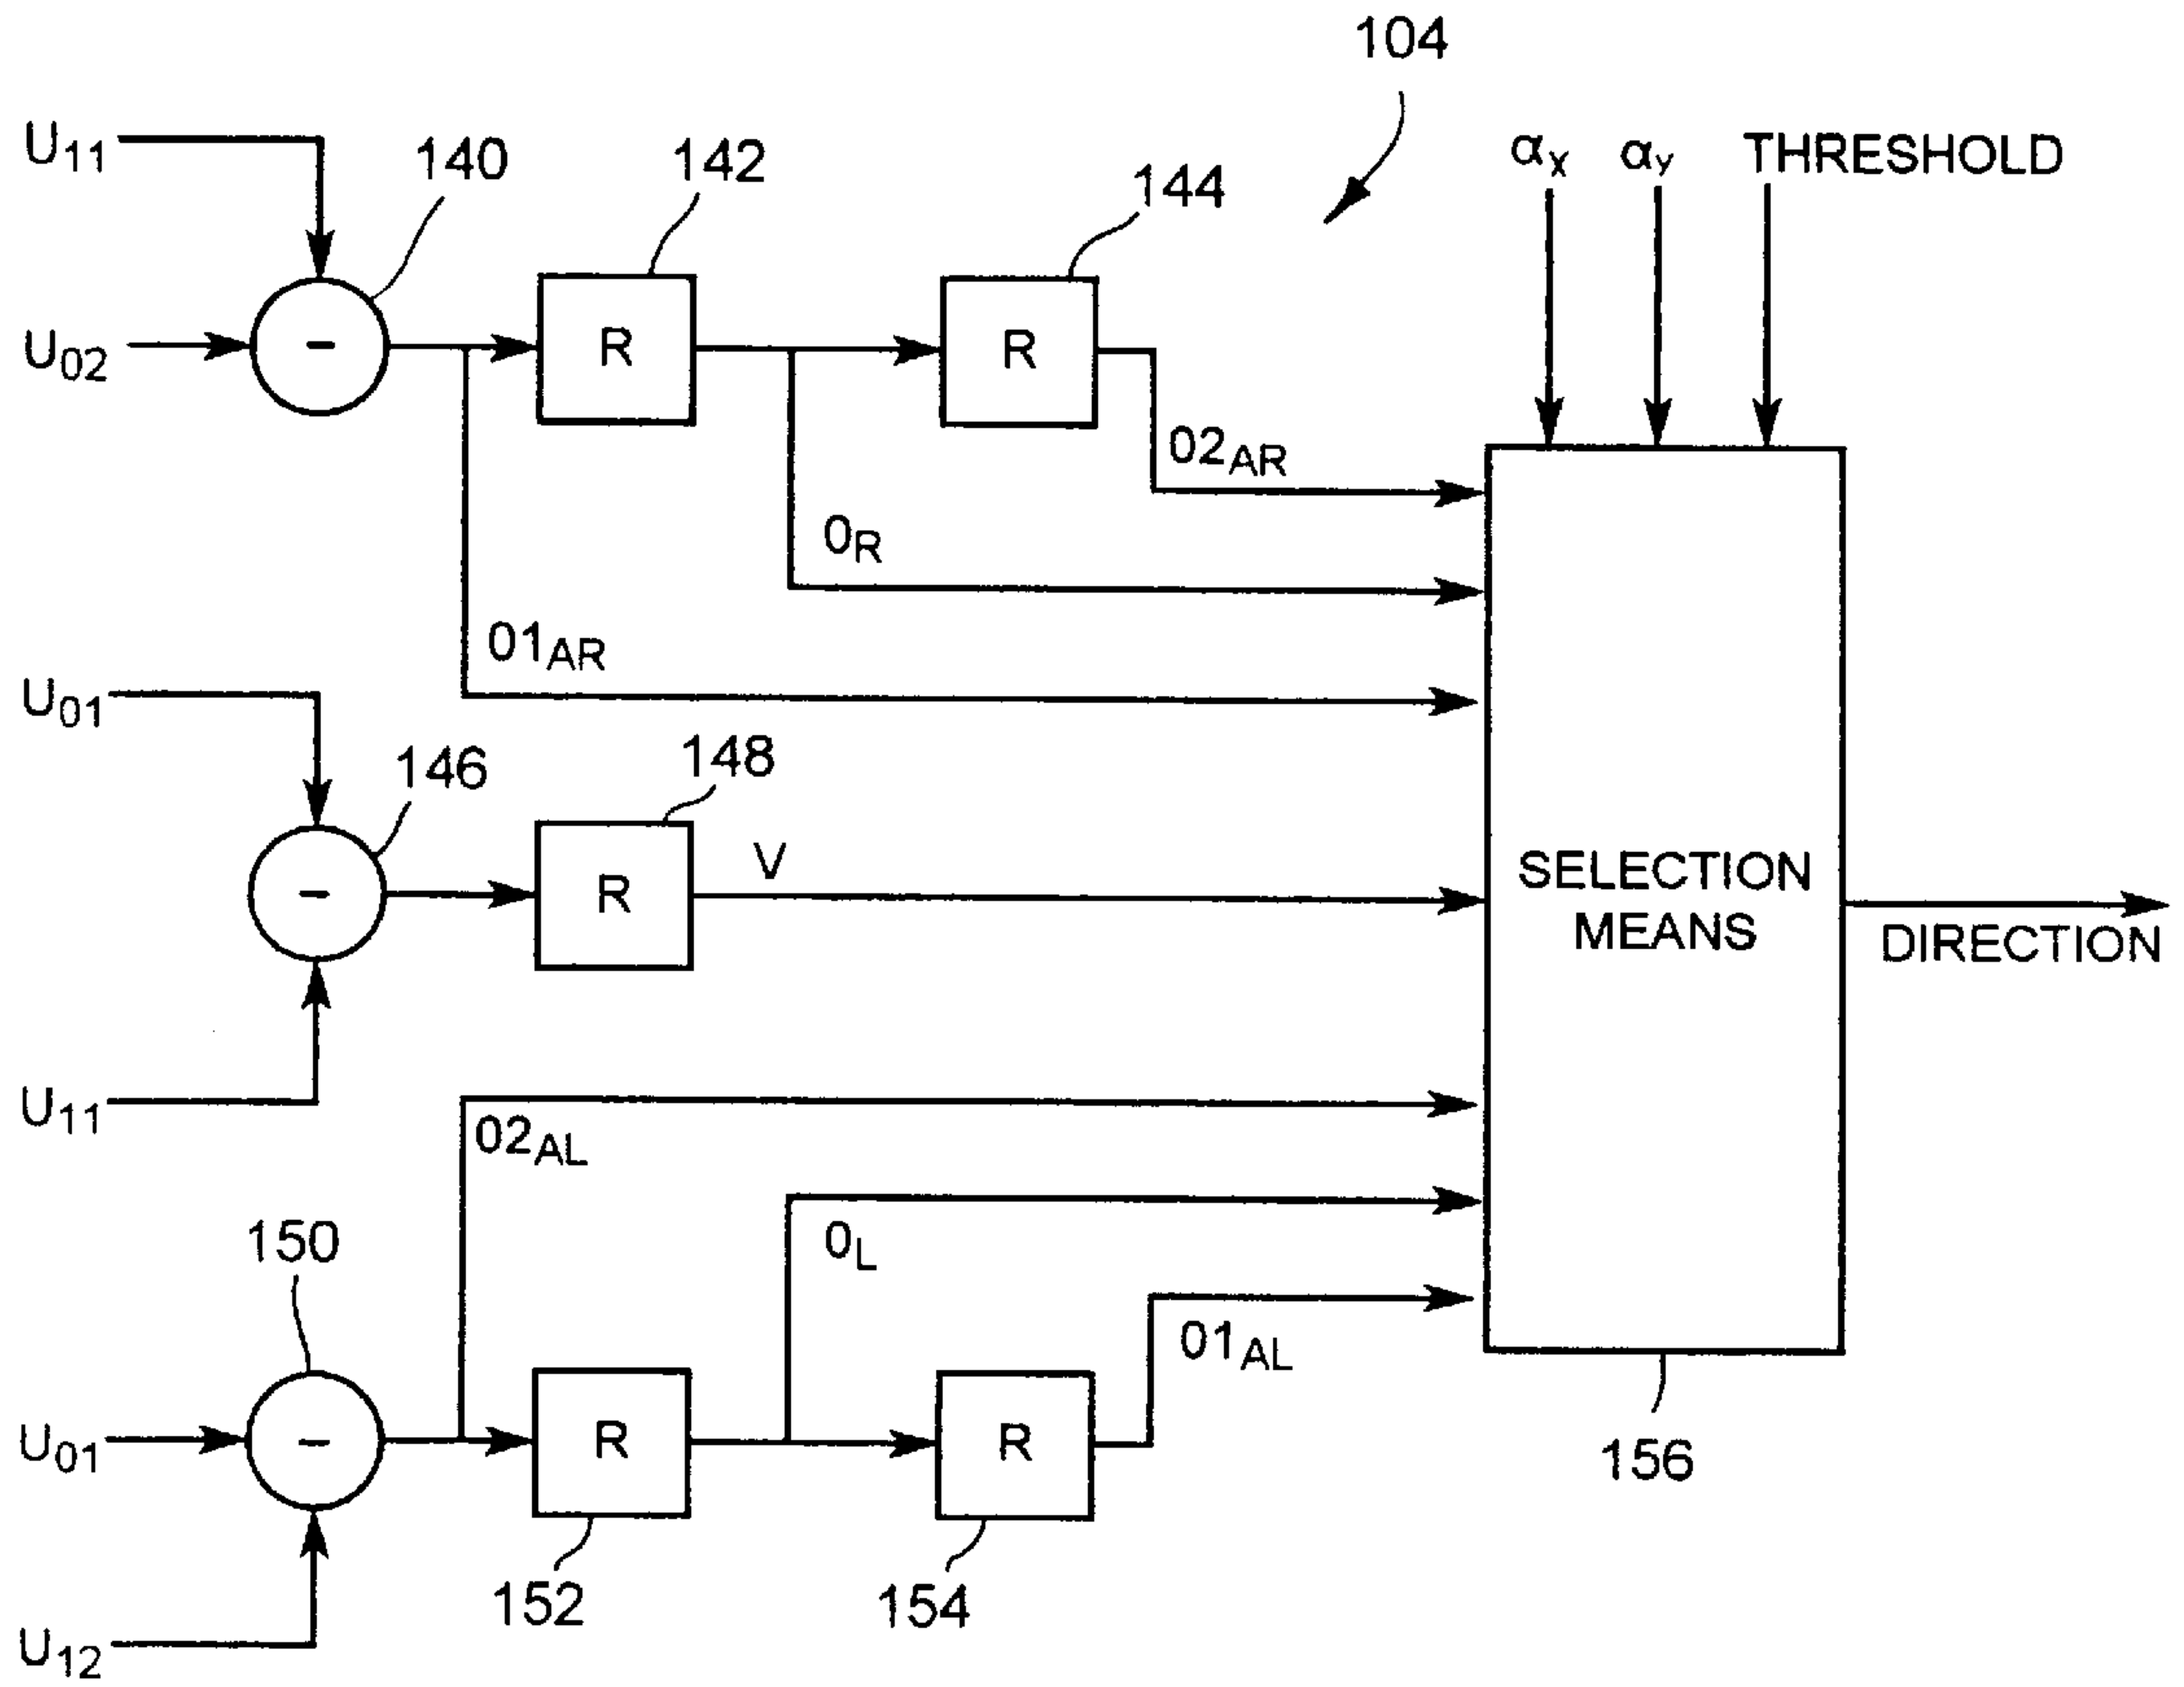 104
U11
140
142
144
αx
αy
THRESHOLD
U02
-
R
R
02AR
0R
01AR
U01
146
148
-
R
V
SELECTION
MEANS
DIRECTION
U11
02AL
0L
01AL
150
U01
-
R
R
156
152
154
U12